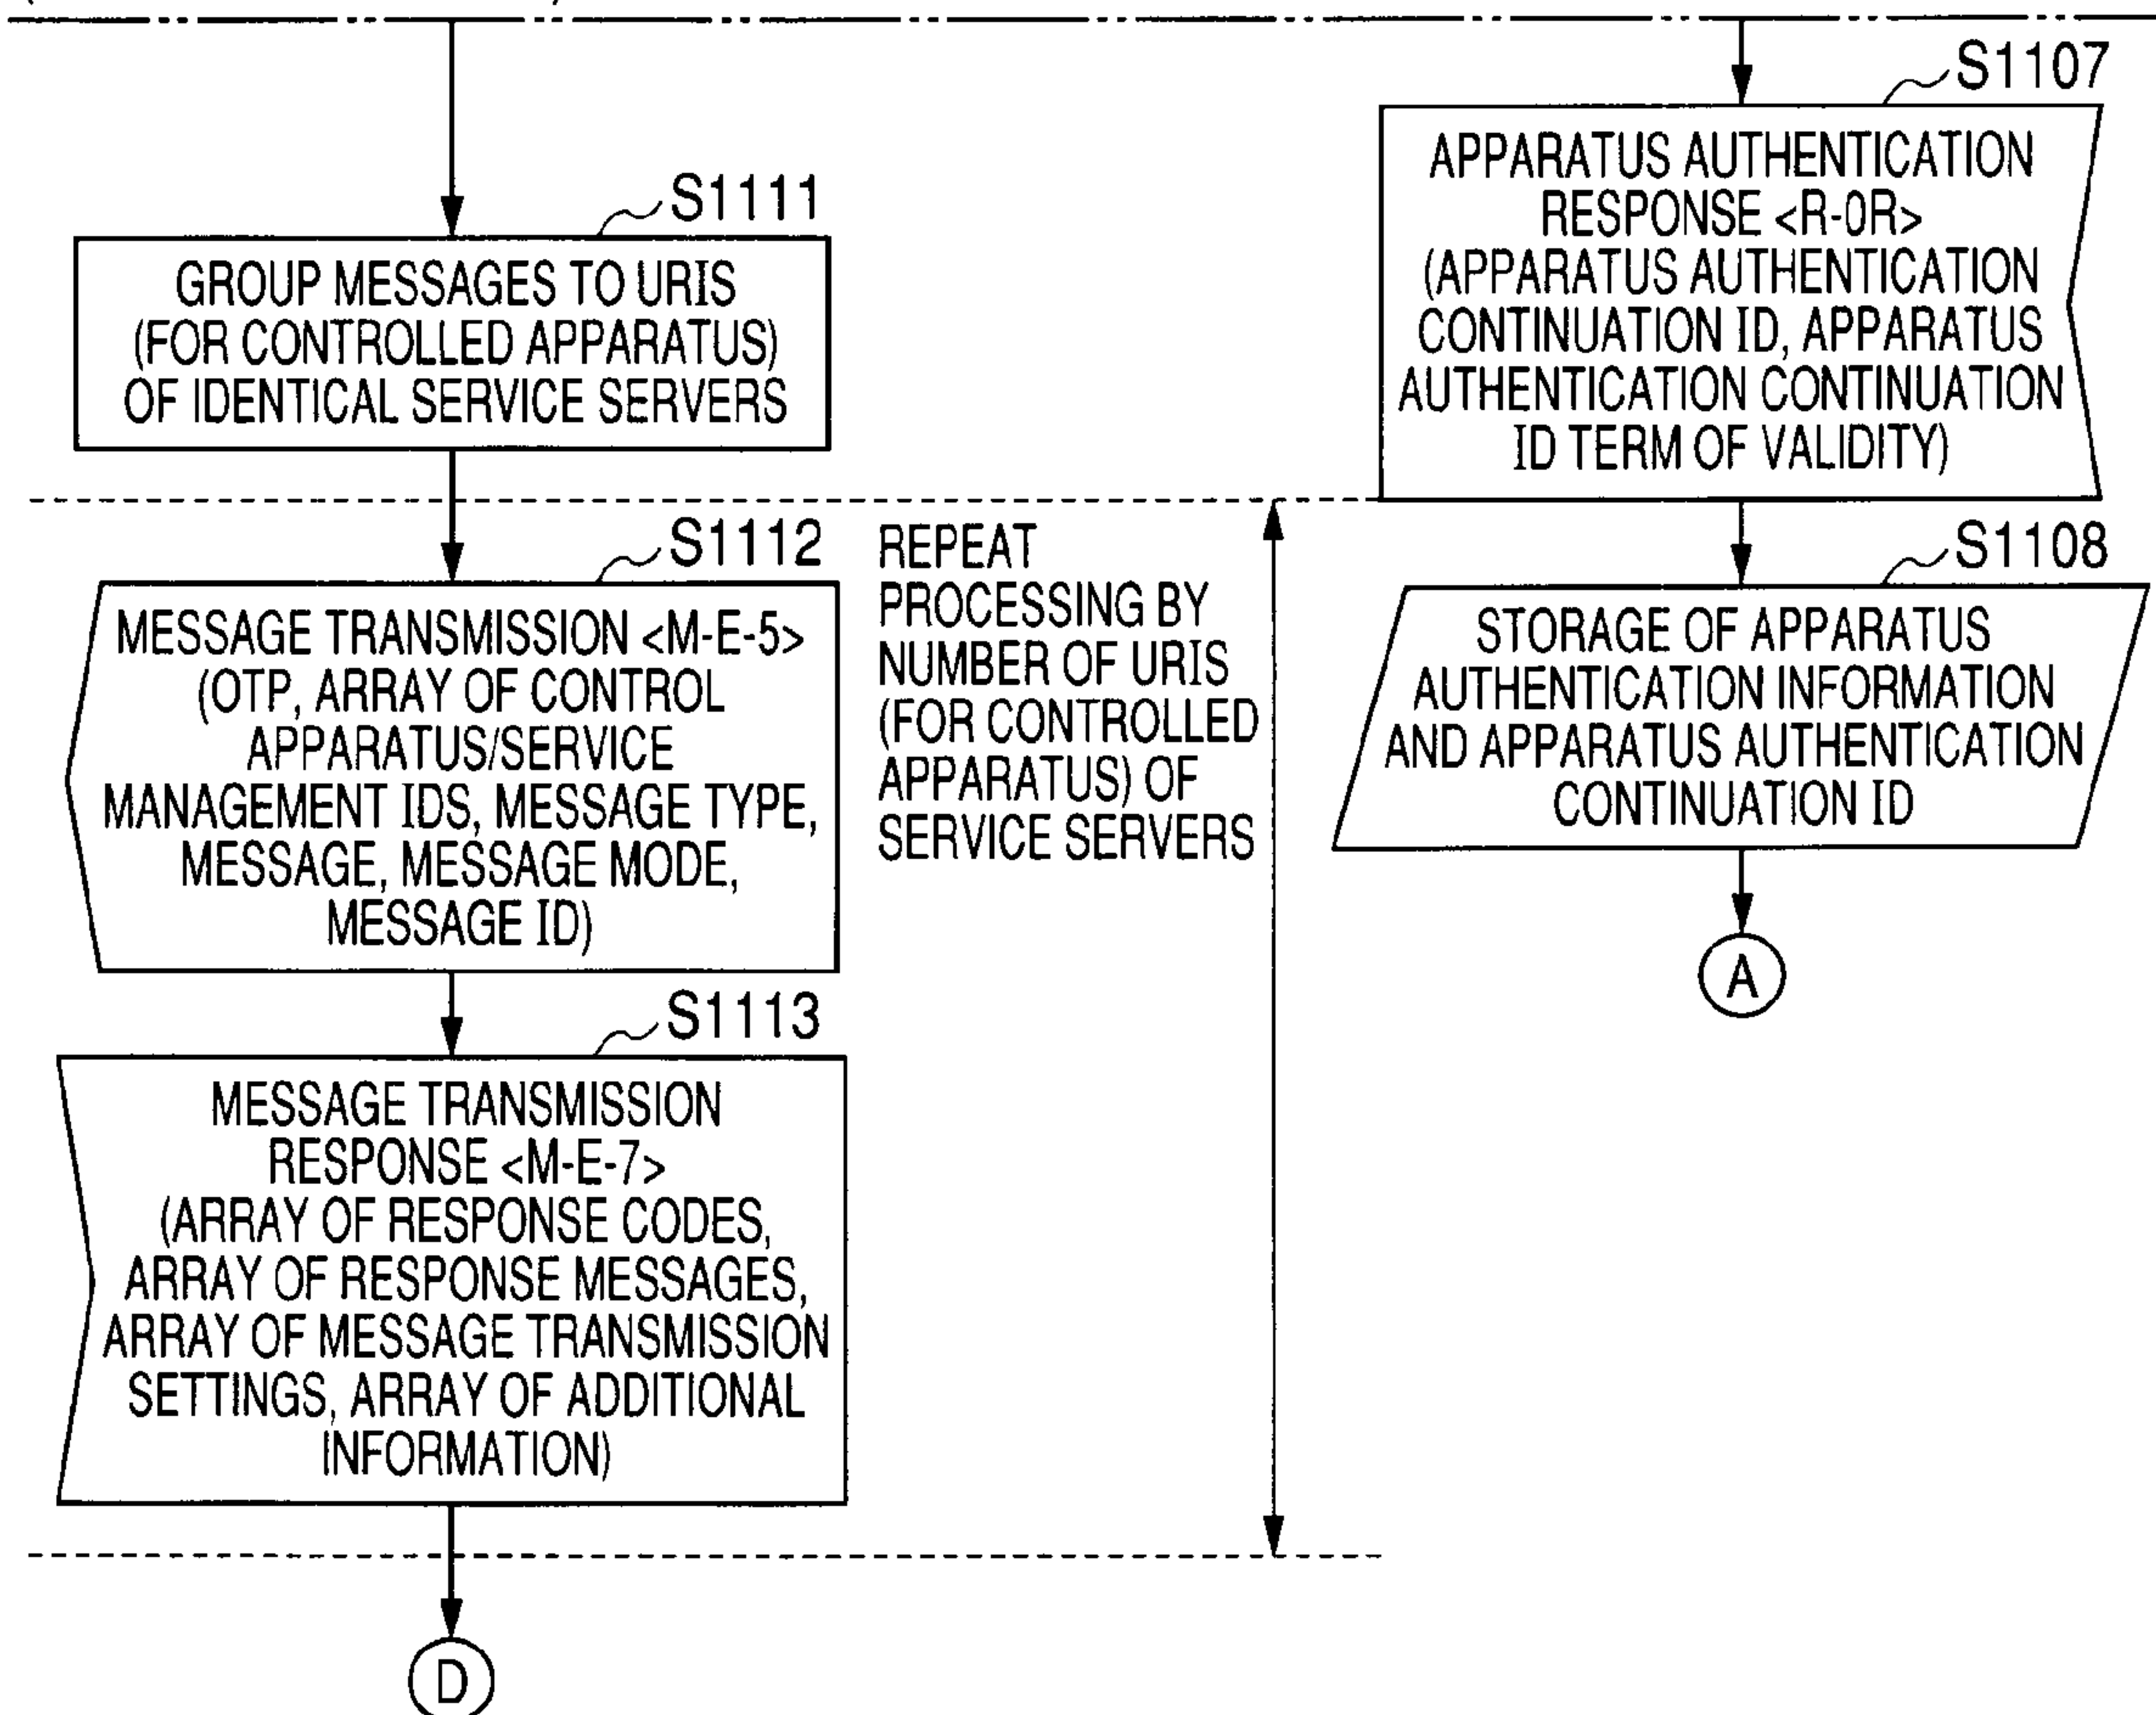 S1111
GROUP MESSAGES TO URIS
(FOR CONTROLLED APPARATUS)
OF IDENTICAL SERVICE SERVERS
S1112
MESSAGE TRANSMISSION <M-E-5>
(OTP, ARRAY OF CONTROL
APPARATUS/SERVICE
MANAGEMENT IDS, MESSAGE TYPE,
MESSAGE, MESSAGE MODE,
MESSAGE ID)
S1113
MESSAGE TRANSMISSION
RESPONSE <M-E-7>
(ARRAY OF RESPONSE CODES,
ARRAY OF RESPONSE MESSAGES,
ARRAY OF MESSAGE TRANSMISSION
SETTINGS, ARRAY OF ADDITIONAL
INFORMATION)
D
REPEAT
PROCESSING BY
NUMBER OF URIS
(FOR CONTROLLED
APPARATUS) OF
SERVICE SERVERS
S1107
APPARATUS AUTHENTICATION
RESPONSE <R-0R>
(APPARATUS AUTHENTICATION
CONTINUATION ID, APPARATUS
AUTHENTICATION CONTINUATION
ID TERM OF VALIDITY)
S1108
STORAGE OF APPARATUS
AUTHENTICATION INFORMATION
AND APPARATUS AUTHENTICATION
CONTINUATION ID
A